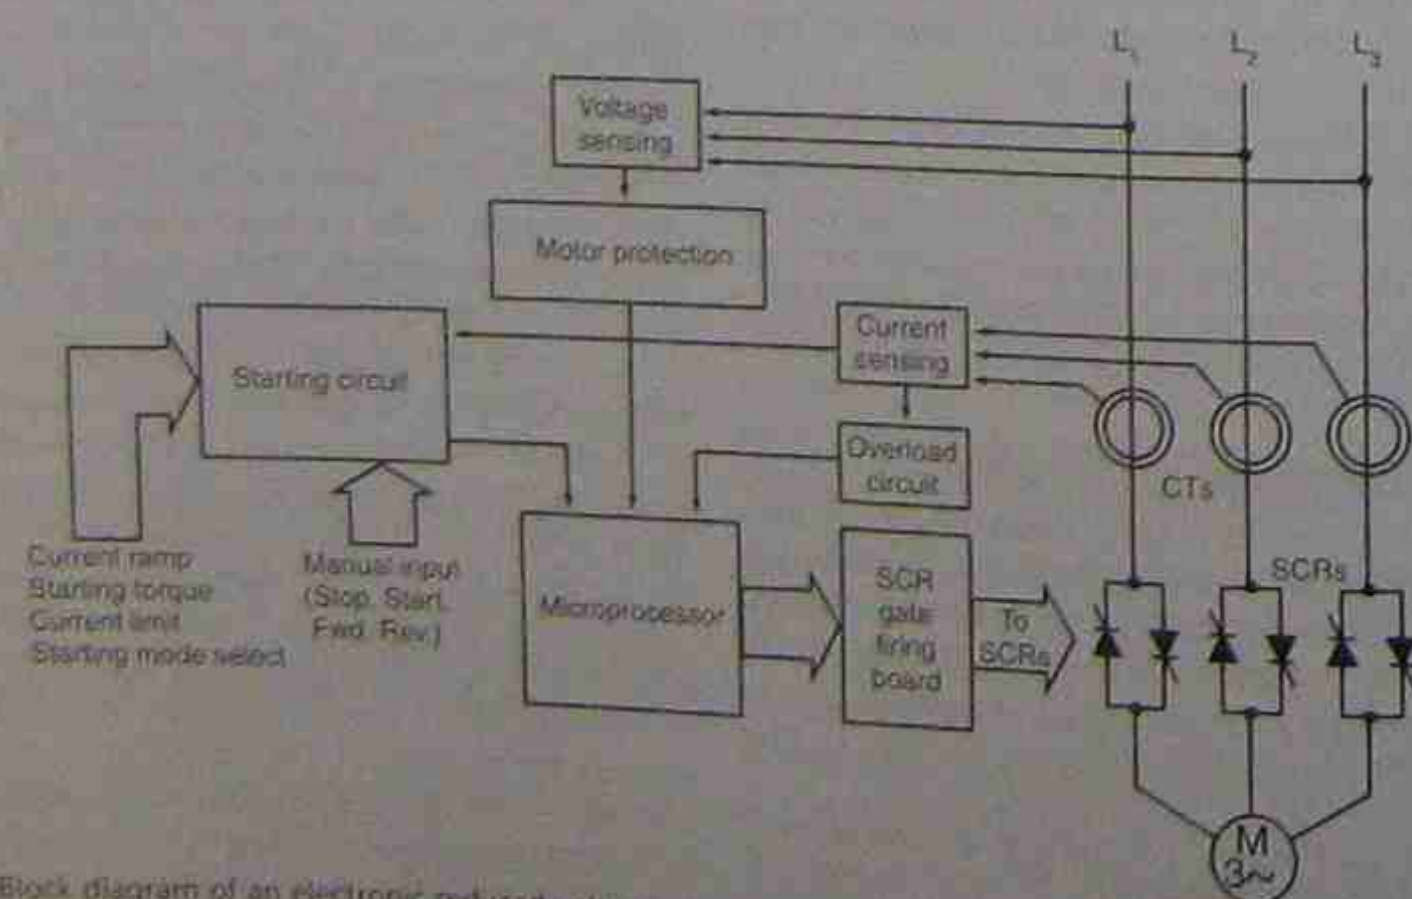 L1
L2
L3
Voltage
sensing
Motor protection
Current
sensing
Starting circuit
Overload
circuit
CTs
Current ramp
Starting torque
Current limit
Starting mode select
Manual input
(Stop, Start,
Fwd. Rev.)
Microprocessor
SCR
gate
firing
board
To
SCRs
SCRs
M
3~
Block diagram of an electronic